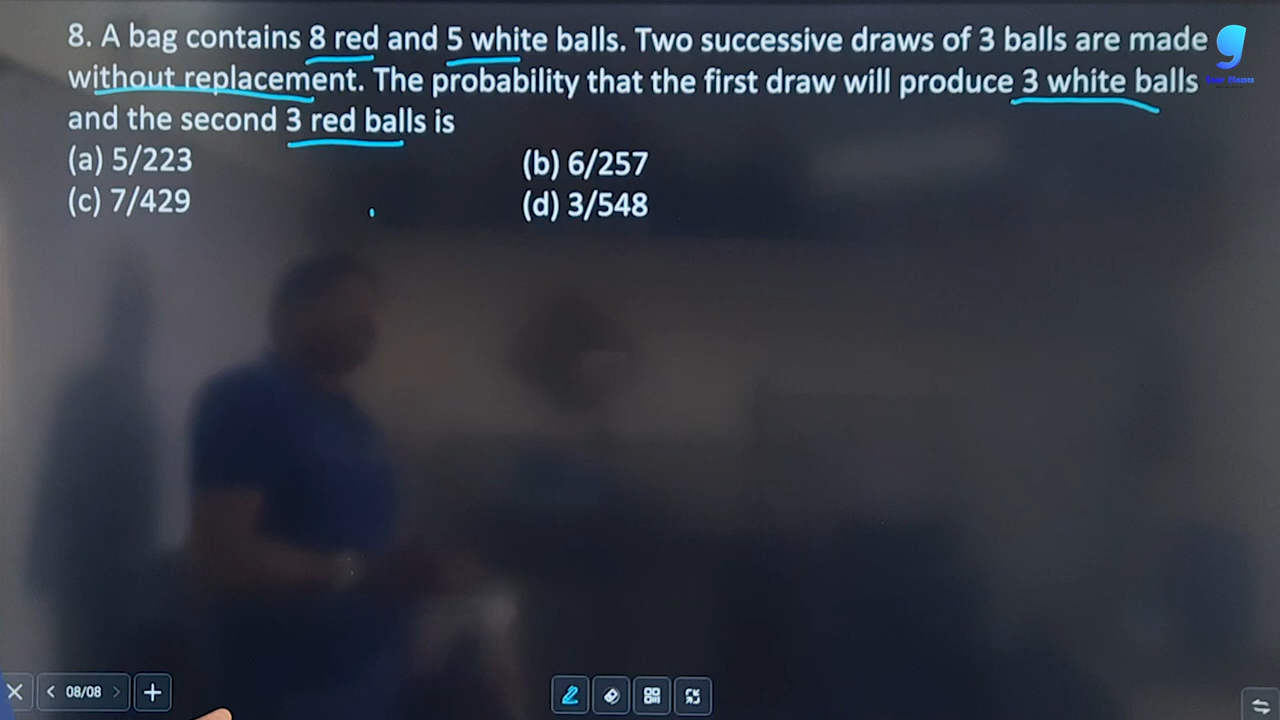 8. A bag contains 8 red and 5 white balls. Two successive draws of 3 balls are made
without replacement. The probability that the first draw will produce 3 white balls
and the second 3 red balls is
(a) 5/223 (b) 6/257
(c) 7/429 (d) 3/548
08/08